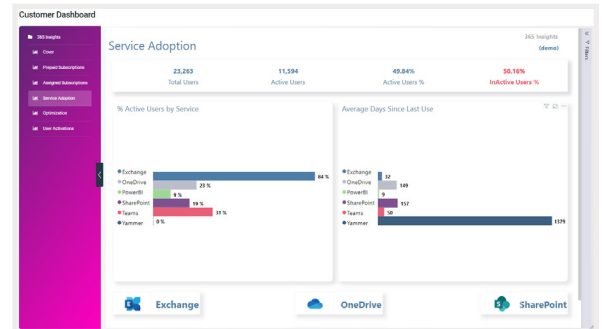 Customer Dashboard
365 Insights
Cover
Prepaid Subscriptions
Assigned Subscriptions
Service Adoption
Optimization
User Activations
Service Adoption
365 Insights
(demo)
Filters
23,263
Total Users
11,594
Active Users
49.84%
Active Users %
50.16%
InActive Users %
% Active Users by Service
Exchange 84 %
OneDrive 23 %
PowerBI 9 %
SharePoint 19 %
Teams 31 %
Yammer 0 %
Average Days Since Last Use
Exchange 32
OneDrive 149
PowerBI 9
SharePoint 157
Teams 50
Yammer 1379
Exchange
OneDrive
SharePoint